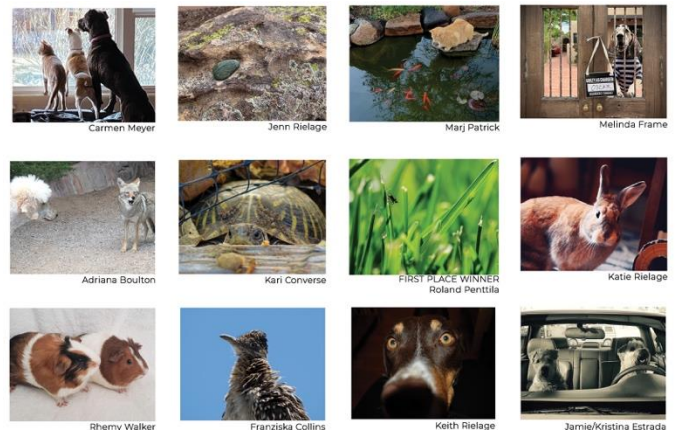 Carmen Meyer
Jenn Rielage
Marj Patrick
Melinda Frame
Adriana Boulton
Kari Converse
FIRST PLACE WINNER
Roland Penttila
Katie Rielage
Rhemy Walker
Franziska Collins
Keith Rielage
Jamie/Kristina Estrada